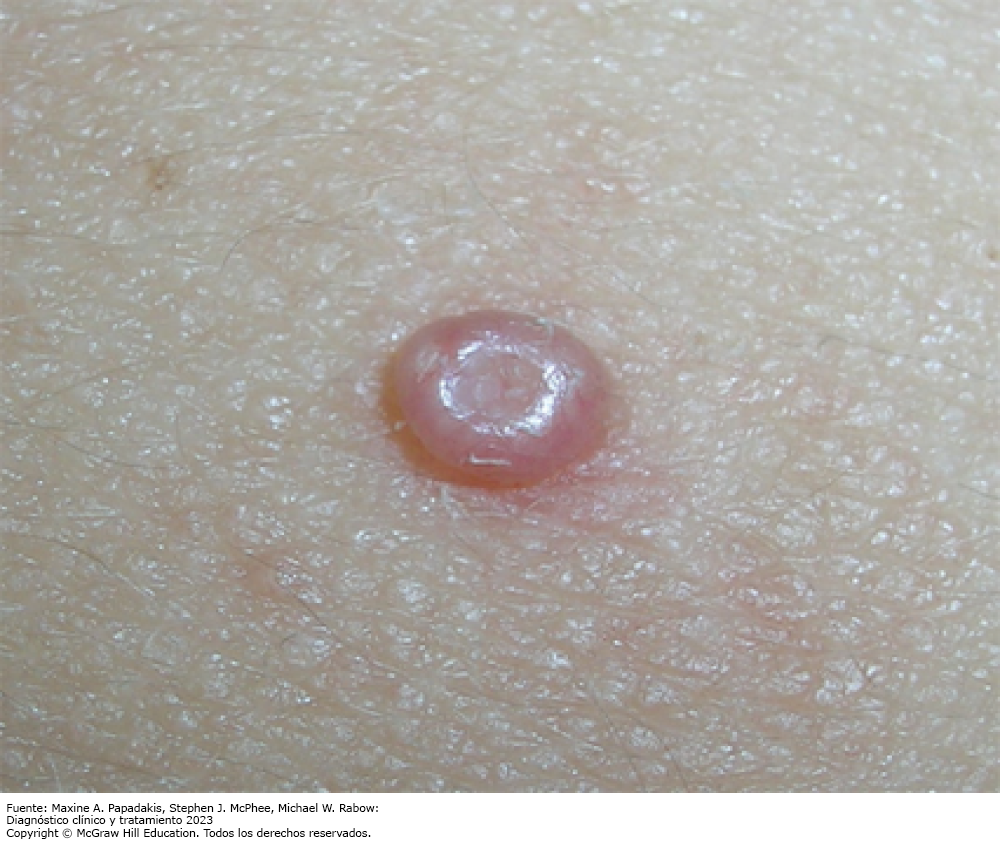 Fuente: Maxine A. Papadakis, Stephen J. McPhee, Michael W. Rabow:
Diagnóstico clínico y tratamiento 2023
Copyright © McGraw Hill Education. Todos los derechos reservados.